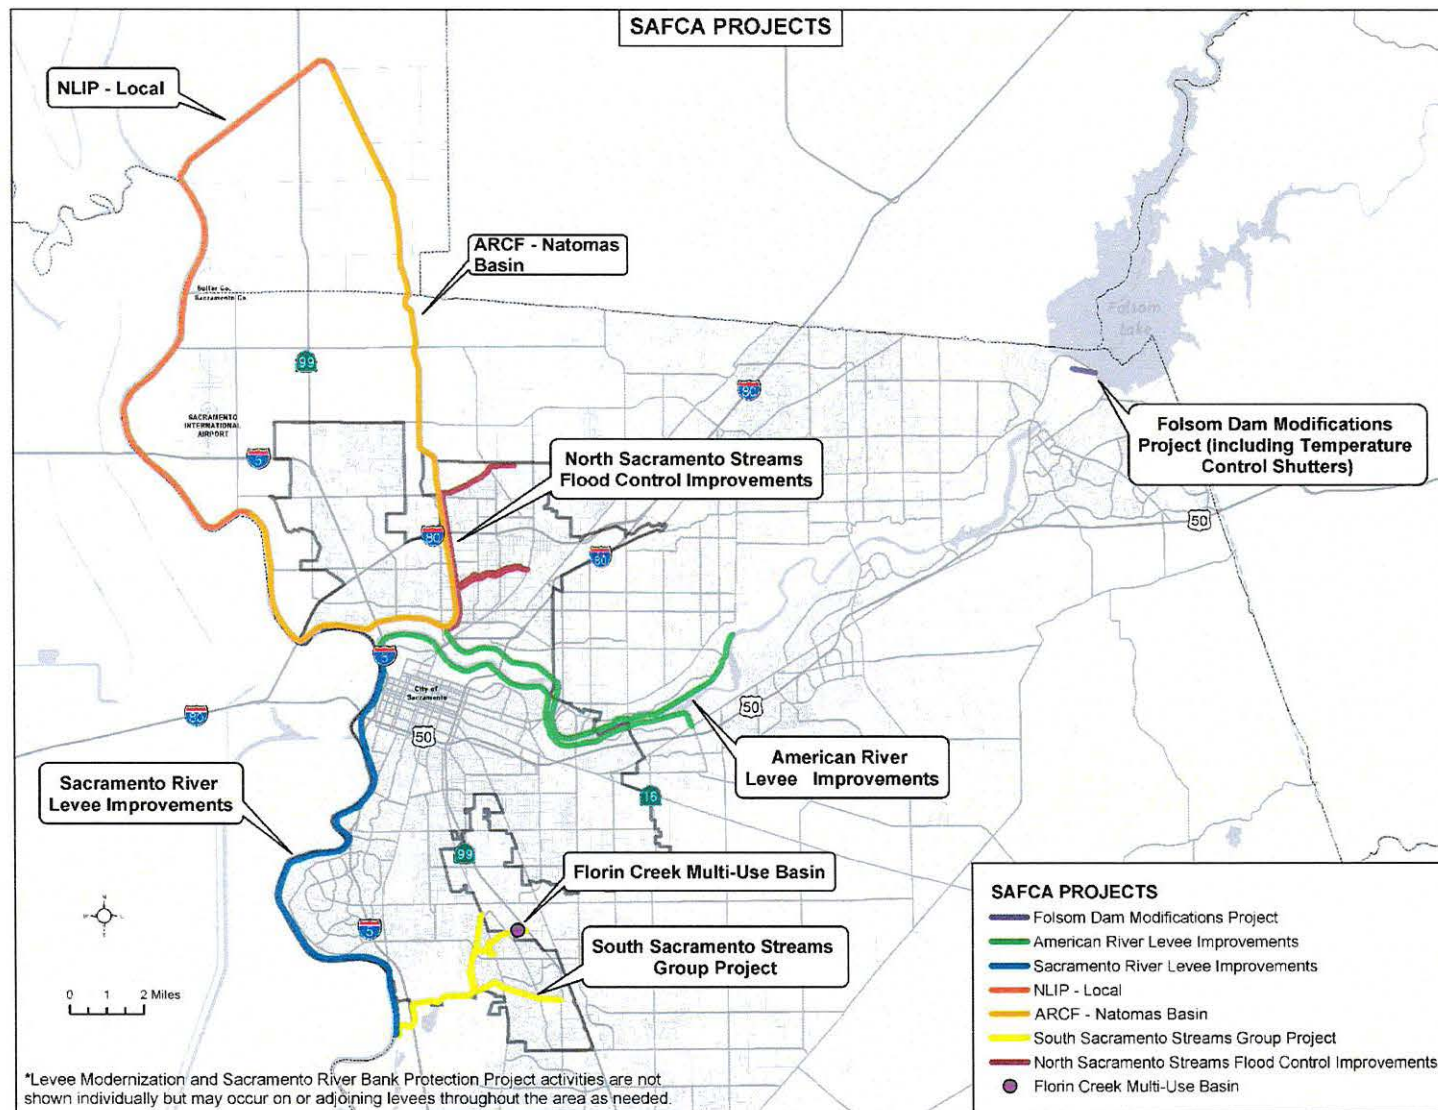 SAFCA PROJECTS
NLIP - Local
ARCF - Natomas
Basin
Sutter Co.
Sacramento Co.
Folsom
Lake
99
80
SACRAMENTO
INTERNATIONAL
AIRPORT
5
Folsom Dam Modifications
Project (including Temperature
Control Shutters)
North Sacramento Streams
Flood Control Improvements
50
80
80
5
City of
Sacramento
80
50
50
American River
Levee Improvements
Sacramento River
Levee Improvements
16
99
Florin Creek Multi-Use Basin
5
South Sacramento Streams
Group Project
N
0 1 2 Miles
SAFCA PROJECTS
Folsom Dam Modifications Project
American River Levee Improvements
Sacramento River Levee Improvements
NLIP - Local
ARCF - Natomas Basin
South Sacramento Streams Group Project
North Sacramento Streams Flood Control Improvements
Florin Creek Multi-Use Basin
*Levee Modernization and Sacramento River Bank Protection Project activities are not
shown individually but may occur on or adjoining levees throughout the area as needed.